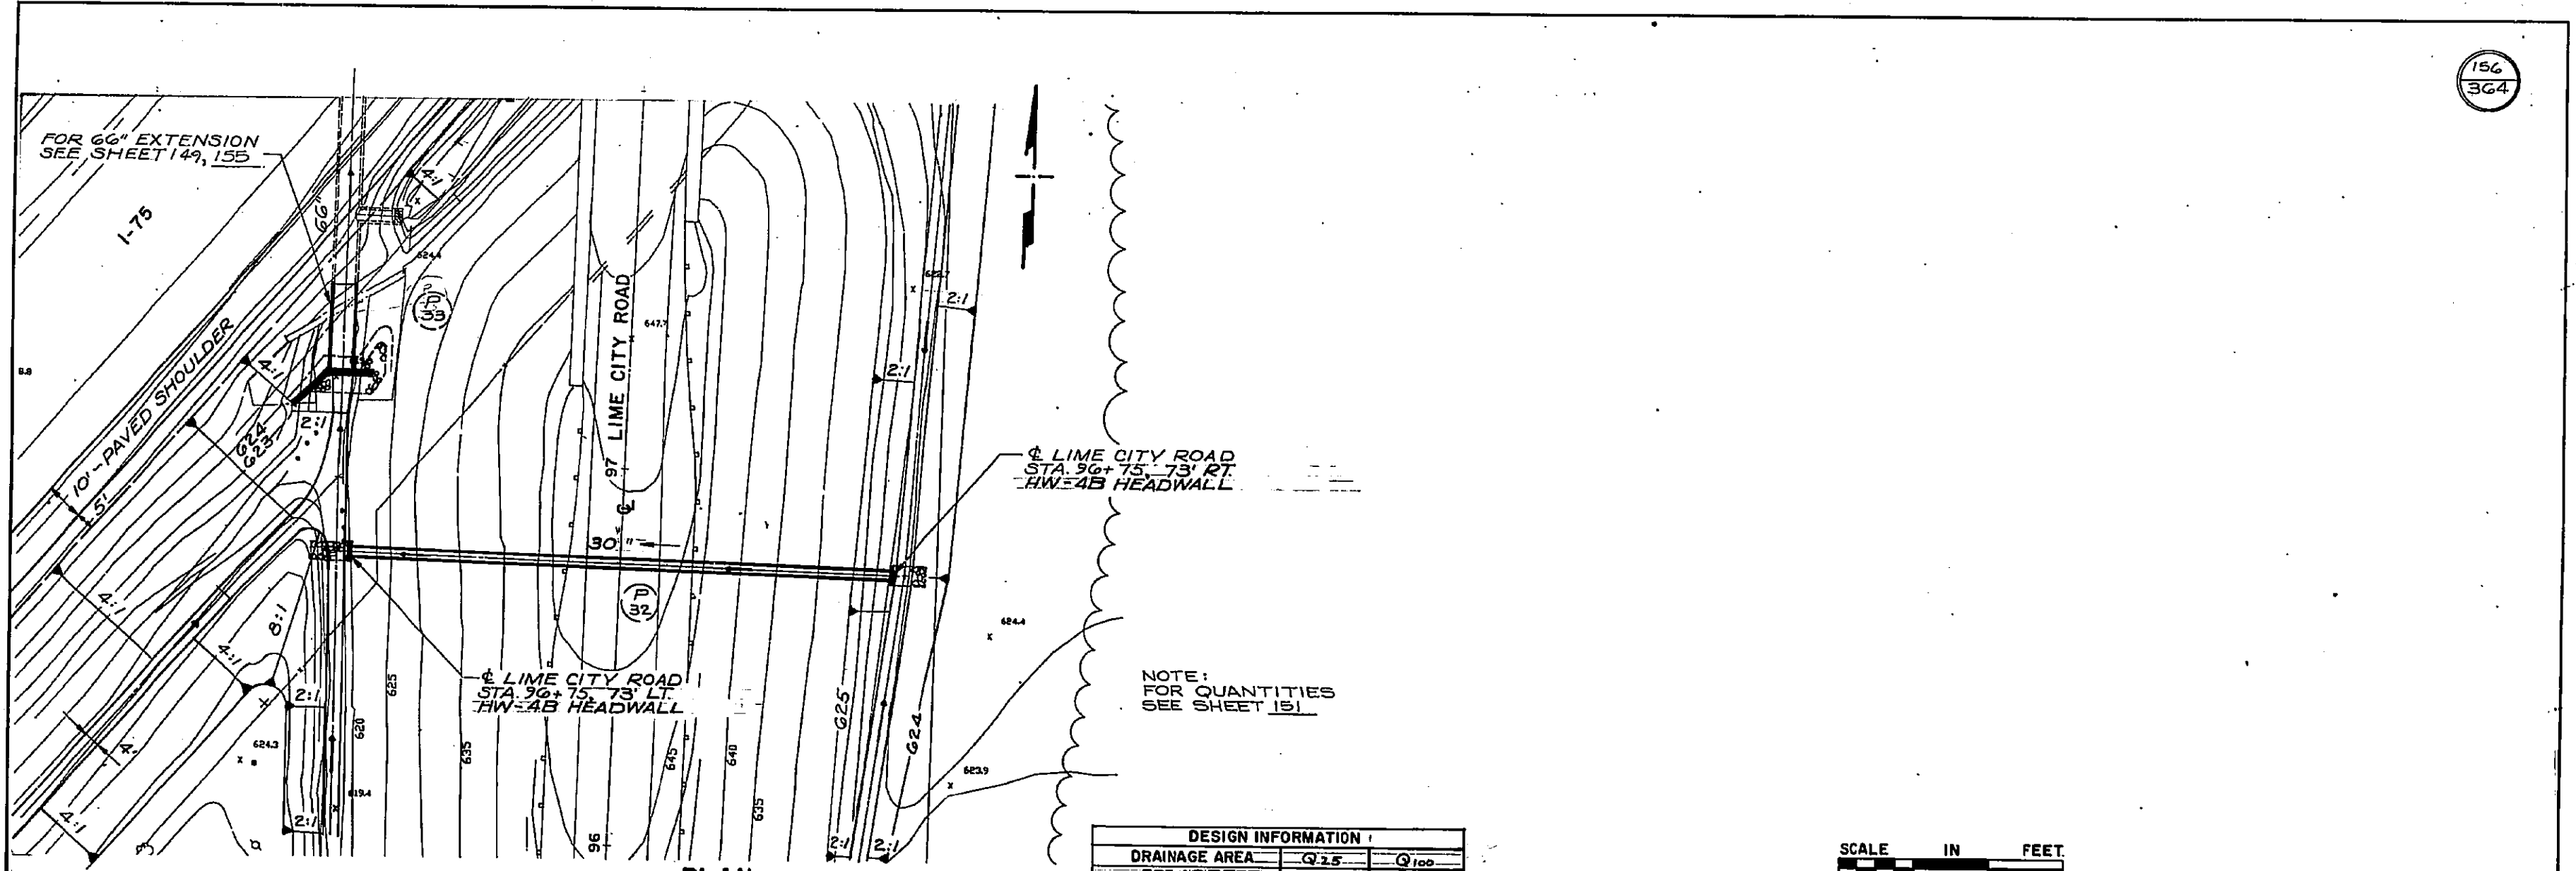 156
364
FOR 66" EXTENSION
SEE SHEET 149, 155
I-75
66"
4:1
624.4
P
33
LIME CITY ROAD
647.7
2:1
2:1
10'-PAVED SHOULDER
5'
4:1
2:1
624
623
97
℄
℄ LIME CITY ROAD
STA. 96+75, 73' RT.
HW-4B HEADWALL
30"
P
32
4:1
8:1
4:1
2:1
℄ LIME CITY ROAD
STA. 96+75, 73' LT.
HW-4B HEADWALL
624.4
NOTE:
FOR QUANTITIES
SEE SHEET 151
625
620
635
645
640
635
625
624
624.3
619.4
623.9
4:1
2:1
96
2:1
2:1
DESIGN INFORMATION
DRAINAGE AREA Q25 Q100
SCALE IN FEET